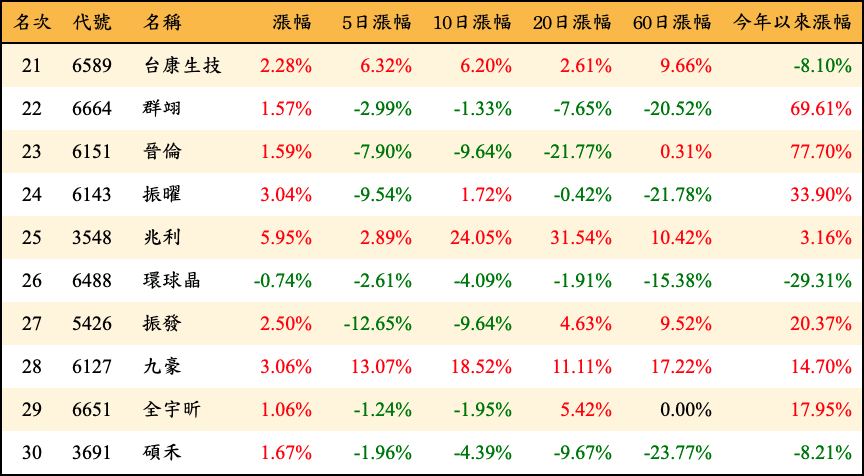 名次 代號 名稱 漲幅 5日漲幅 10日漲幅 20日漲幅 60日漲幅 今年以來漲幅
21 6589 台康生技 2.28% 6.32% 6.20% 2.61% 9.66% -8.10%
22 6664 群翊 1.57% -2.99% -1.33% -7.65% -20.52% 69.61%
23 6151 晉倫 1.59% -7.90% -9.64% -21.77% 0.31% 77.70%
24 6143 振曜 3.04% -9.54% 1.72% -0.42% -21.78% 33.90%
25 3548 兆利 5.95% 2.89% 24.05% 31.54% 10.42% 3.16%
26 6488 環球晶 -0.74% -2.61% -4.09% -1.91% -15.38% -29.31%
27 5426 振發 2.50% -12.65% -9.64% 4.63% 9.52% 20.37%
28 6127 九豪 3.06% 13.07% 18.52% 11.11% 17.22% 14.70%
29 6651 全宇昕 1.06% -1.24% -1.95% 5.42% 0.00% 17.95%
30 3691 碩禾 1.67% -1.96% -4.39% -9.67% -23.77% -8.21%